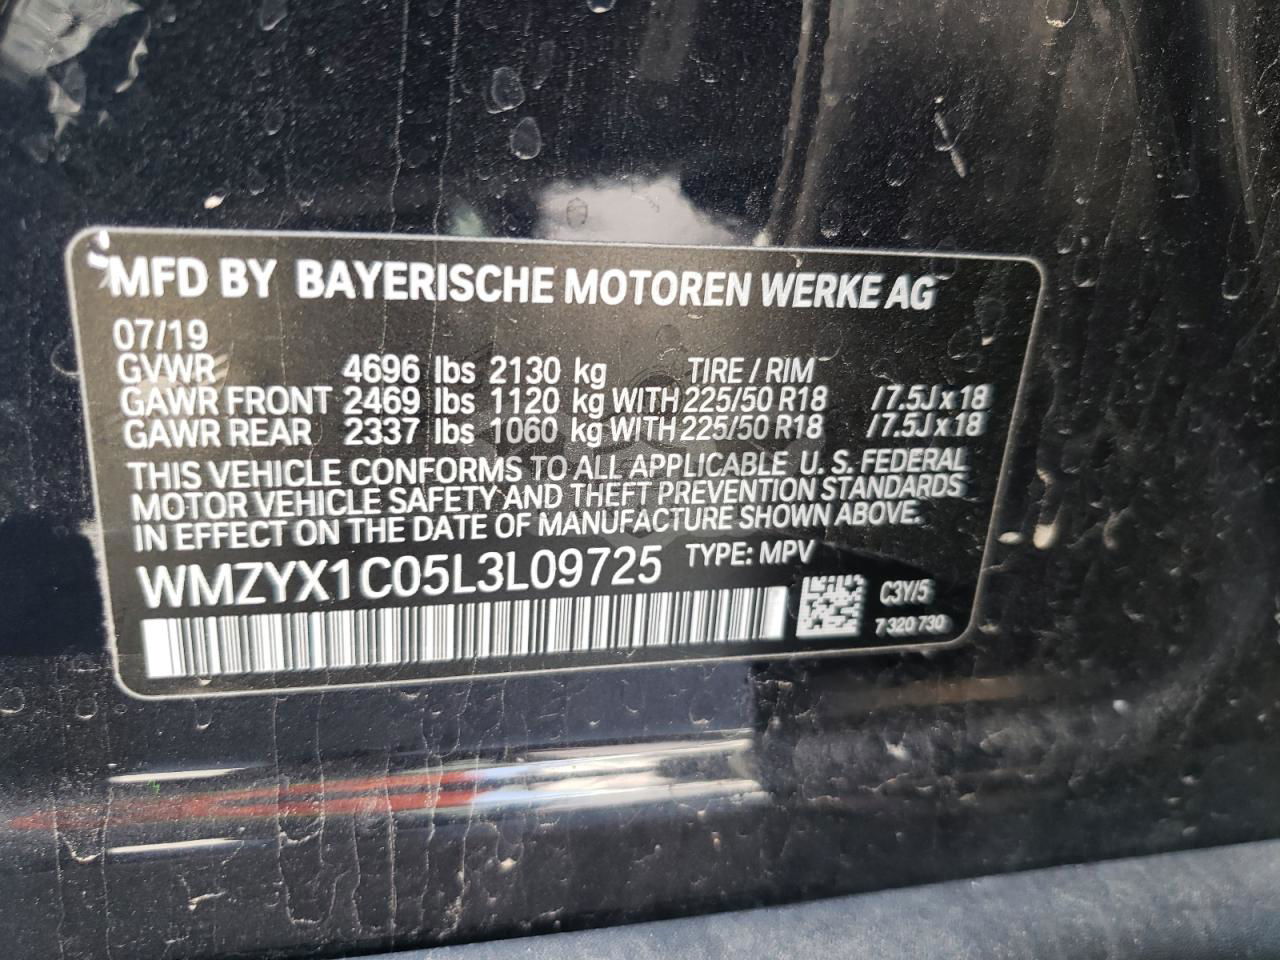 MFD BY BAYERISCHE MOTOREN WERKE AG
07/19
GVWR 4696 lbs 2130 kg TIRE / RIM
GAWR FRONT 2469 lbs 1120 kg WITH 225/50 R18 /7.5J x 18
GAWR REAR 2337 lbs 1060 kg WITH 225/50 R18 /7.5J x 18
THIS VEHICLE CONFORMS TO ALL APPLICABLE U. S. FEDERAL
MOTOR VEHICLE SAFETY AND THEFT PREVENTION STANDARDS
IN EFFECT ON THE DATE OF MANUFACTURE SHOWN ABOVE.
WMZYX1C05L3L09725 TYPE: MPV
C3Y/5
7 320 730